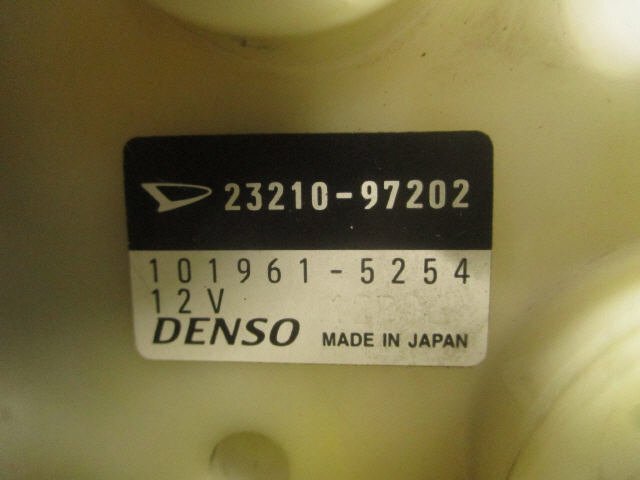 23210-97202
101961-5254
12V
DENSO MADE IN JAPAN